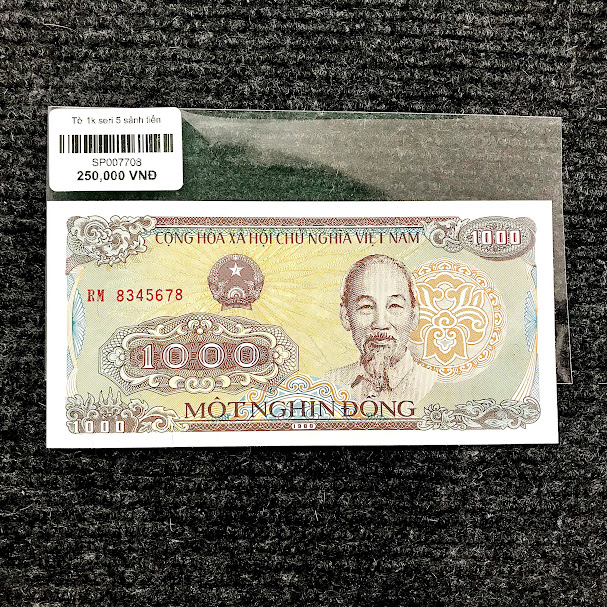 Tờ 1k seri 5 sảnh tiến
SP007708
250,000 VNĐ
CỘNG HÒA XÃ HỘI CHỦ NGHĨA VIỆT NAM
1000
RM 8345678
1000
MỘT NGHÌN ĐỒNG
1000
1988
1000